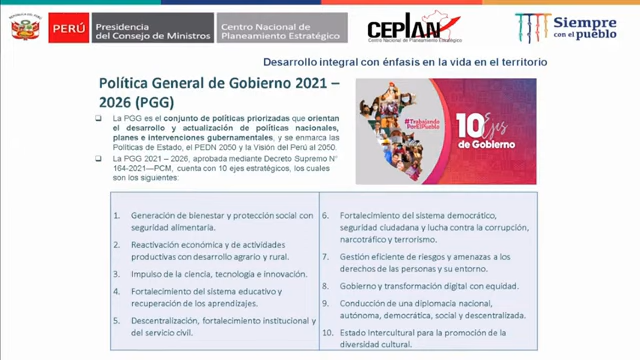 PERÚ
Presidencia
del Consejo de Ministros
Centro Nacional de
Planeamiento Estratégico
CEPLAN
Centro Nacional de Planeamiento Estratégico
Siempre
con el pueblo
Desarrollo integral con énfasis en la vida en el territorio
Política General de Gobierno 2021 –
2026 (PGG)
La PGG es el conjunto de políticas priorizadas que orientan
el desarrollo y actualización de políticas nacionales,
planes e intervenciones gubernamentales, y se enmarca las
Políticas de Estado, el PEDN 2050 y la Visión del Perú al 2050.
La PGG 2021 – 2026, aprobada mediante Decreto Supremo N°
164-2021—PCM, cuenta con 10 ejes estratégicos, los cuales
son los siguientes:
#Trabajando
PorElPueblo
10 Ejes
de Gobierno
1. Generación de bienestar y protección social con
seguridad alimentaria.
2. Reactivación económica y de actividades
productivas con desarrollo agrario y rural.
3. Impulso de la ciencia, tecnología e innovación.
4. Fortalecimiento del sistema educativo y
recuperación de los aprendizajes.
5. Descentralización, fortalecimiento institucional y
del servicio civil.
6. Fortalecimiento del sistema democrático,
seguridad ciudadana y lucha contra la corrupción,
narcotráfico y terrorismo.
7. Gestión eficiente de riesgos y amenazas a los
derechos de las personas y su entorno.
8. Gobierno y transformación digital con equidad.
9. Conducción de una diplomacia nacional,
autónoma, democrática, social y descentralizada.
10. Estado Intercultural para la promoción de la
diversidad cultural.